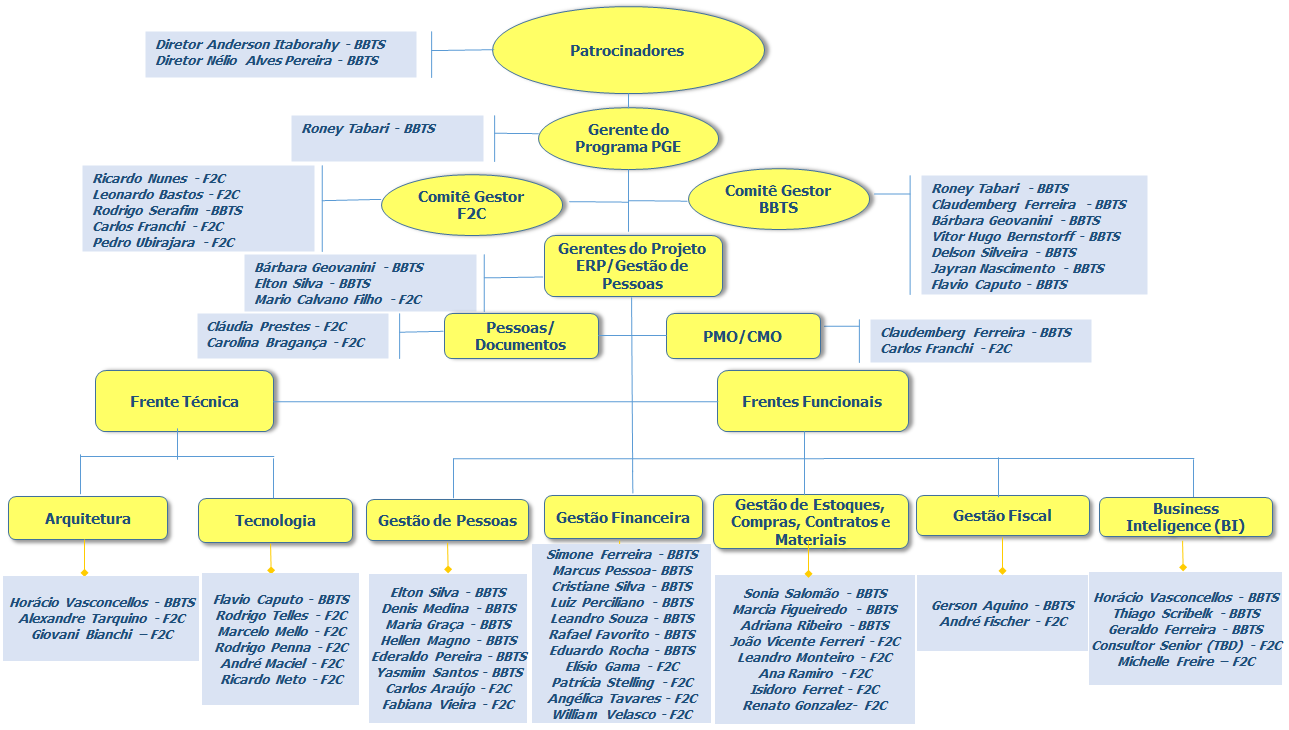 Patrocinadores
Diretor Anderson Itaborahy - BBTS
Diretor Nélio Alves Pereira - BBTS
Gerente do
Programa PGE
Roney Tabari - BBTS
Comitê Gestor
F2C
Ricardo Nunes - F2C
Leonardo Bastos - F2C
Rodrigo Serafim -BBTS
Carlos Franchi - F2C
Pedro Ubirajara - F2C
Comitê Gestor
BBTS
Roney Tabari - BBTS
Claudemberg Ferreira - BBTS
Bárbara Geovanini - BBTS
Vitor Hugo Bernstorff - BBTS
Delson Silveira - BBTS
Jayran Nascimento - BBTS
Flavio Caputo - BBTS
Gerentes do Projeto
ERP/Gestão de
Pessoas
Bárbara Geovanini - BBTS
Elton Silva - BBTS
Mario Calvano Filho - F2C
Pessoas/
Documentos
Cláudia Prestes - F2C
Carolina Bragança - F2C
PMO/CMO
Claudemberg Ferreira - BBTS
Carlos Franchi - F2C
Frente Técnica
Frentes Funcionais
Arquitetura
Horácio Vasconcellos - BBTS
Alexandre Tarquino - F2C
Giovani Bianchi – F2C
Tecnologia
Flavio Caputo - BBTS
Rodrigo Telles - F2C
Marcelo Mello - F2C
Rodrigo Penna - F2C
André Maciel - F2C
Ricardo Neto - F2C
Gestão de Pessoas
Elton Silva - BBTS
Denis Medina - BBTS
Maria Graça - BBTS
Hellen Magno - BBTS
Ederaldo Pereira - BBTS
Yasmim Santos - BBTS
Carlos Araújo - F2C
Fabiana Vieira - F2C
Gestão Financeira
Simone Ferreira - BBTS
Marcus Pessoa- BBTS
Cristiane Silva - BBTS
Luiz Perciliano - BBTS
Leandro Souza - BBTS
Rafael Favorito - BBTS
Eduardo Rocha - BBTS
Elísio Gama - F2C
Patrícia Stelling - F2C
Angélica Tavares - F2C
William Velasco - F2C
Gestão de Estoques,
Compras, Contratos e
Materiais
Sonia Salomão - BBTS
Marcia Figueiredo - BBTS
Adriana Ribeiro - BBTS
João Vicente Ferreri - F2C
Leandro Monteiro - F2C
Ana Ramiro - F2C
Isidoro Ferret - F2C
Renato Gonzalez- F2C
Gestão Fiscal
Gerson Aquino - BBTS
André Fischer - F2C
Business
Inteligence (BI)
Horácio Vasconcellos - BBTS
Thiago Scribelk - BBTS
Geraldo Ferreira - BBTS
Consultor Senior (TBD) - F2C
Michelle Freire – F2C